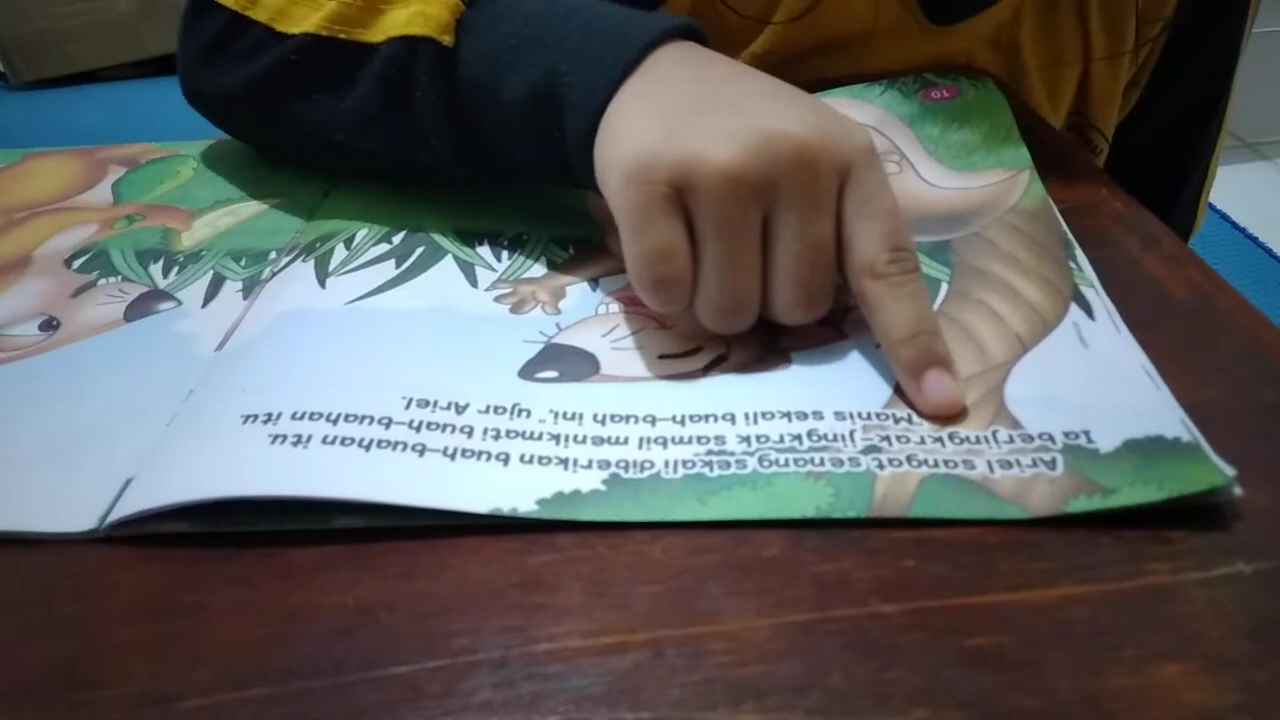 Ariel sangat senang sekali diberikan buah-buahan itu.
Ia berjingkrak-jingkrak sambil menikmati buah-buahan itu.
"Manis sekali buah-buah ini," ujar Ariel.
10